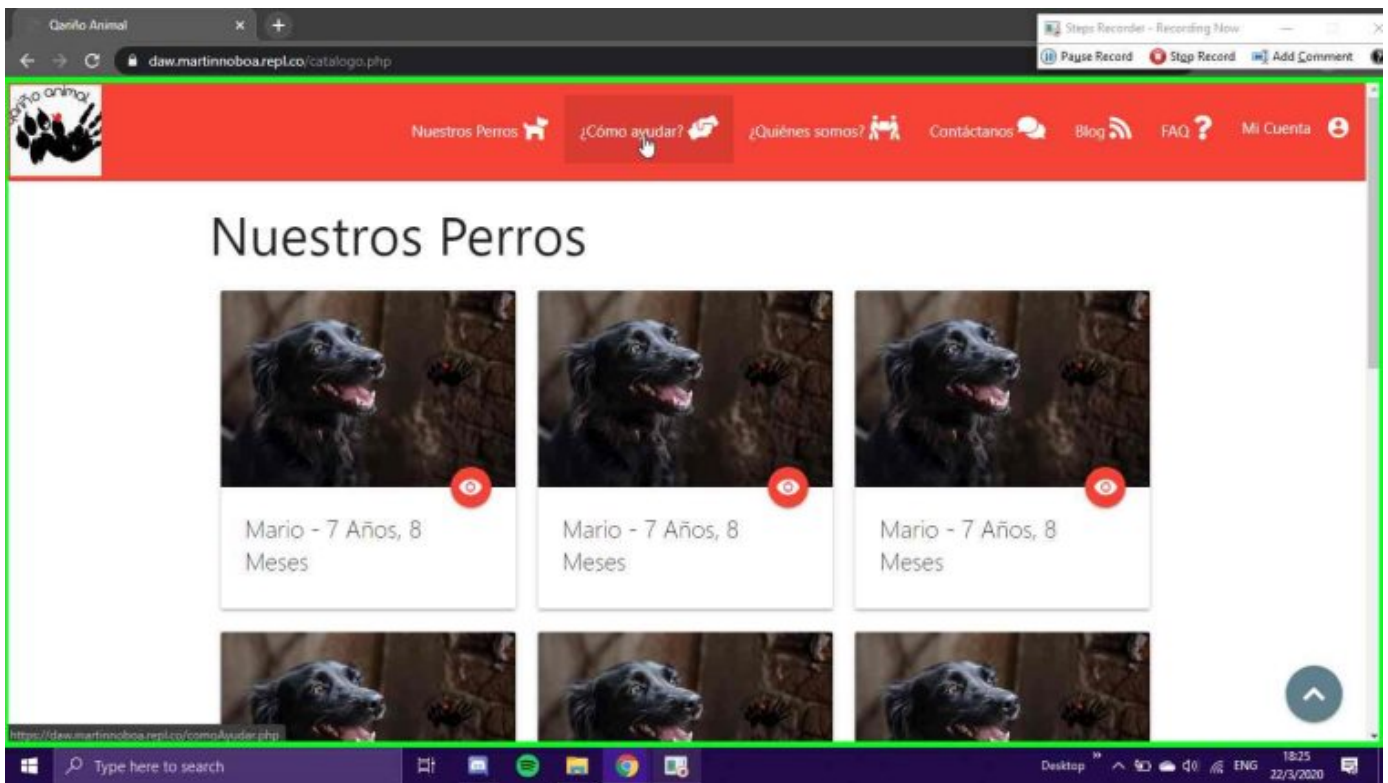 Qariño Animal
Steps Recorder - Recording Now
daw.martinnoboa.repl.co/catalogo.php
Pause Record Stop Record Add Comment
qariño animal
Nuestros Perros ¿Cómo ayudar? ¿Quiénes somos? Contáctanos Blog FAQ ? Mi Cuenta
Nuestros Perros
Mario - 7 Años, 8
Meses
Mario - 7 Años, 8
Meses
Mario - 7 Años, 8
Meses
https://daw.martinnoboa.repl.co/comoAyudar.php
Type here to search
Desktop
ENG
18:25
22/3/2020